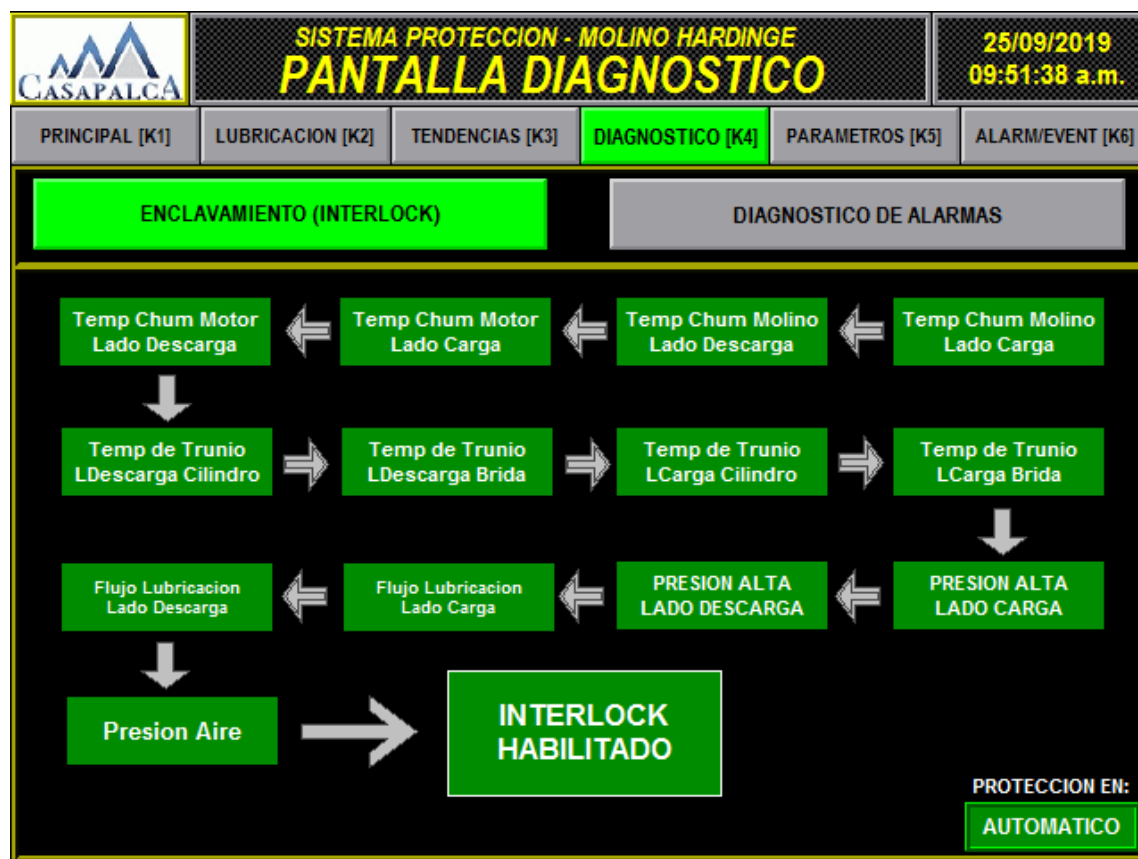 CASAPALCA
SISTEMA PROTECCION - MOLINO HARDINGE
PANTALLA DIAGNOSTICO
25/09/2019
09:51:38 a.m.
PRINCIPAL [K1]
LUBRICACION [K2]
TENDENCIAS [K3]
DIAGNOSTICO [K4]
PARAMETROS [K5]
ALARM/EVENT [K6]
ENCLAVAMIENTO (INTERLOCK)
DIAGNOSTICO DE ALARMAS
Temp Chum Motor
Lado Descarga
Temp Chum Motor
Lado Carga
Temp Chum Molino
Lado Descarga
Temp Chum Molino
Lado Carga
Temp de Trunio
LDescarga Cilindro
Temp de Trunio
LDescarga Brida
Temp de Trunio
LCarga Cilindro
Temp de Trunio
LCarga Brida
Flujo Lubricacion
Lado Descarga
Flujo Lubricacion
Lado Carga
PRESION ALTA
LADO DESCARGA
PRESION ALTA
LADO CARGA
Presion Aire
INTERLOCK
HABILITADO
PROTECCION EN:
AUTOMATICO